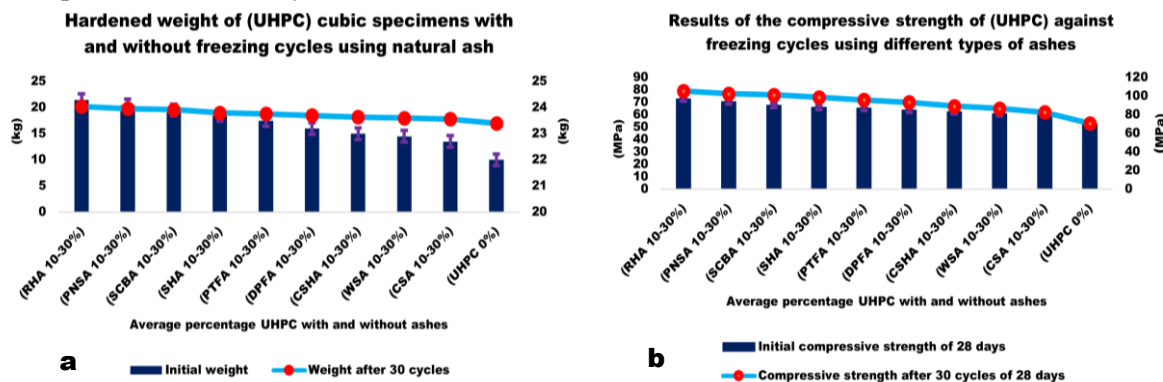 Hardened weight of (UHPC) cubic specimens with
and without freezing cycles using natural ash
25
20
15
10
5
0
(kg)
25
24
23
22
21
20
(kg)
(RHA 10-30%)
(PNSA 10-30%)
(SCBA 10-30%)
(SHA 10-30%)
(PTFA 10-30%)
(DPFA 10-30%)
(CSHA 10-30%)
(WSA 10-30%)
(CSA 10-30%)
(UHPC 0%)
Average percentage UHPC with and without ashes
a
Initial weight
Weight after 30 cycles
Results of the compressive strength of (UHPC) against
freezing cycles using different types of ashes
90
80
70
60
50
40
30
20
10
0
(MPa)
120
100
80
60
40
20
0
(MPa)
(RHA 10-30%)
(PNSA 10-30%)
(SCBA 10-30%)
(SHA 10-30%)
(PTFA 10-30%)
(DPFA 10-30%)
(CSHA 10-30%)
(WSA 10-30%)
(CSA 10-30%)
(UHPC 0%)
Average percentage UHPC with and without ashes
b
Initial compressive strength of 28 days
Compressive strength after 30 cycles of 28 days